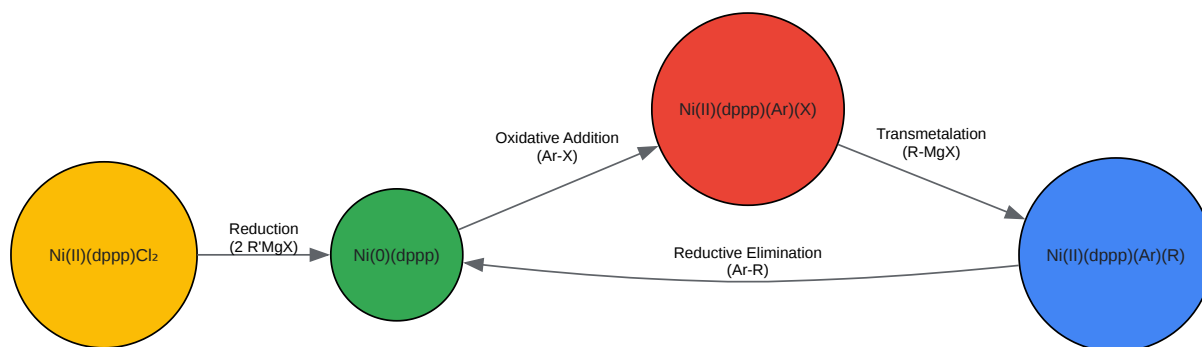 Ni(II)(dppp)Cl₂
Reduction
(2 R'MgX)
Ni(0)(dppp)
Oxidative Addition
(Ar-X)
Ni(II)(dppp)(Ar)(X)
Transmetalation
(R-MgX)
Ni(II)(dppp)(Ar)(R)
Reductive Elimination
(Ar-R)